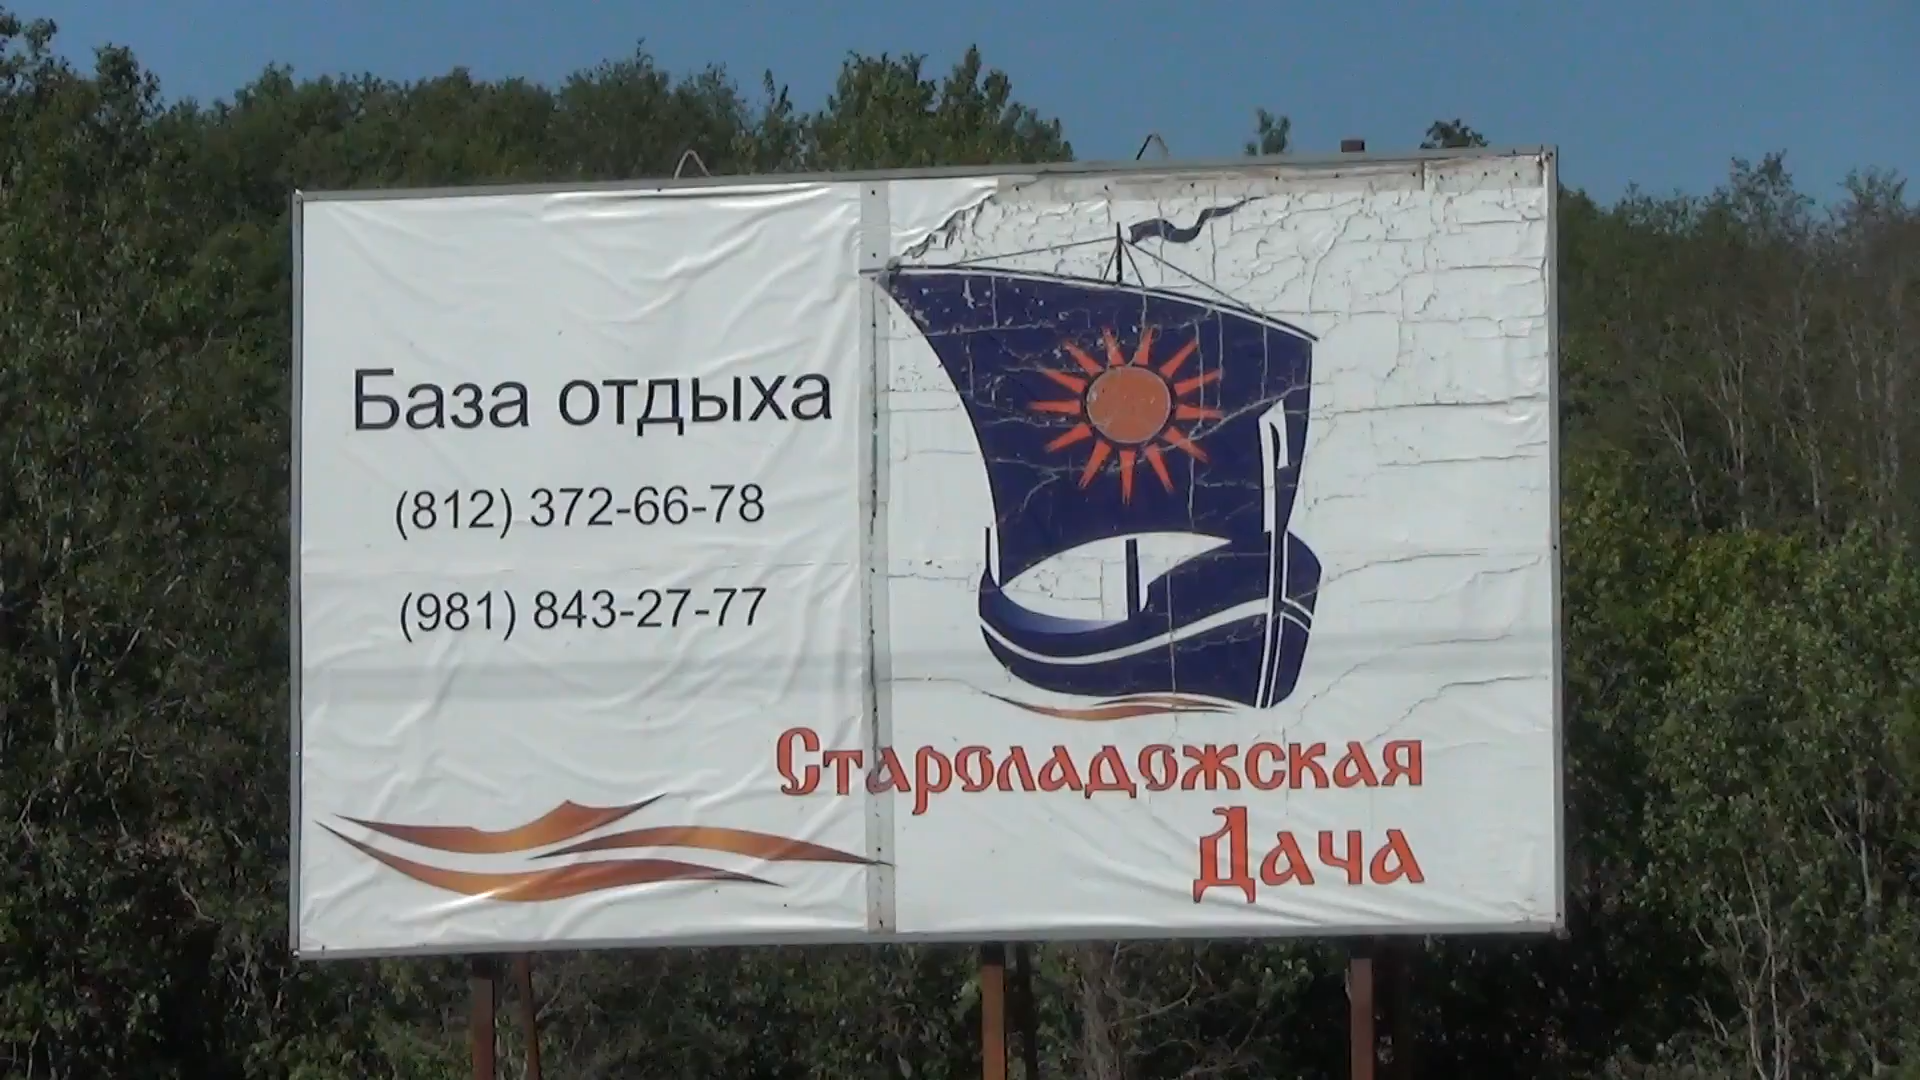 База отдыха
(812) 372-66-78
(981) 843-27-77
Староладожская
Дача